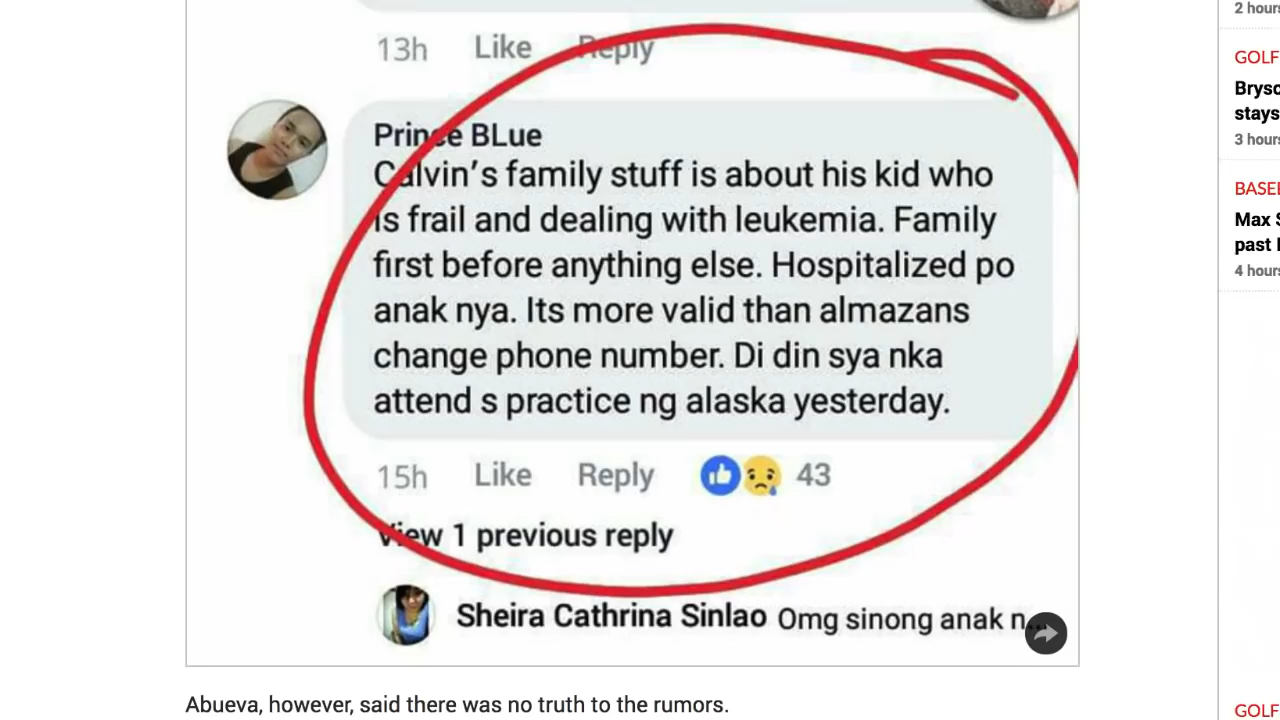 2 hours
13h Like Reply
GOLF
Prince BLue
Calvin's family stuff is about his kid who
is frail and dealing with leukemia. Family
first before anything else. Hospitalized po
anak nya. Its more valid than almazans
change phone number. Di din sya nka
attend s practice ng alaska yesterday.
15h Like Reply 43
View 1 previous reply
Sheira Cathrina Sinlao Omg sinong anak n...
Abueva, however, said there was no truth to the rumors.
stays
3 hours
Max
past
4 hours
GOLF